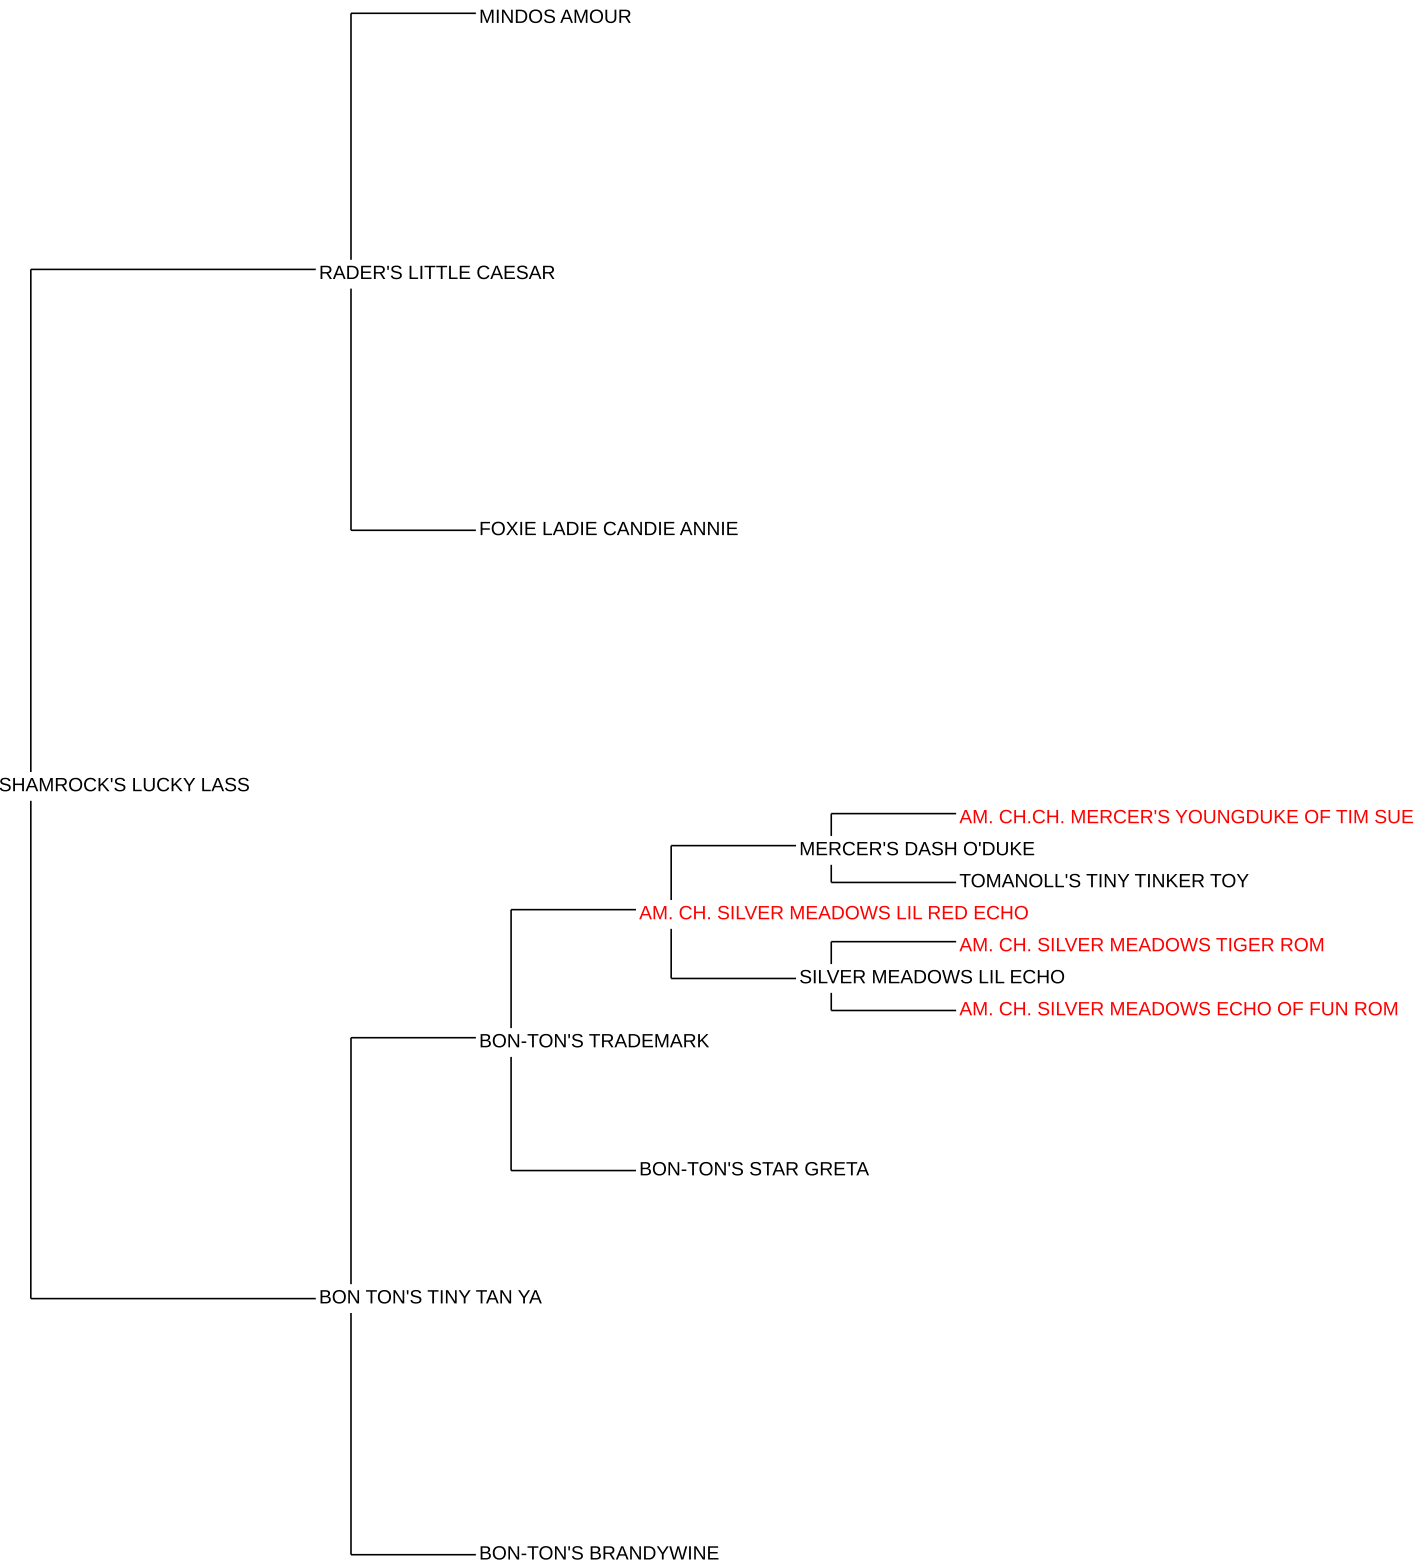 MINDOS AMOUR
RADER'S LITTLE CAESAR
FOXIE LADIE CANDIE ANNIE
SHAMROCK'S LUCKY LASS
AM. CH.CH. MERCER'S YOUNGDUKE OF TIM SUE
MERCER'S DASH O'DUKE
TOMANOLL'S TINY TINKER TOY
AM. CH. SILVER MEADOWS LIL RED ECHO
AM. CH. SILVER MEADOWS TIGER ROM
SILVER MEADOWS LIL ECHO
AM. CH. SILVER MEADOWS ECHO OF FUN ROM
BON-TON'S TRADEMARK
BON-TON'S STAR GRETA
BON TON'S TINY TAN YA
BON-TON'S BRANDYWINE